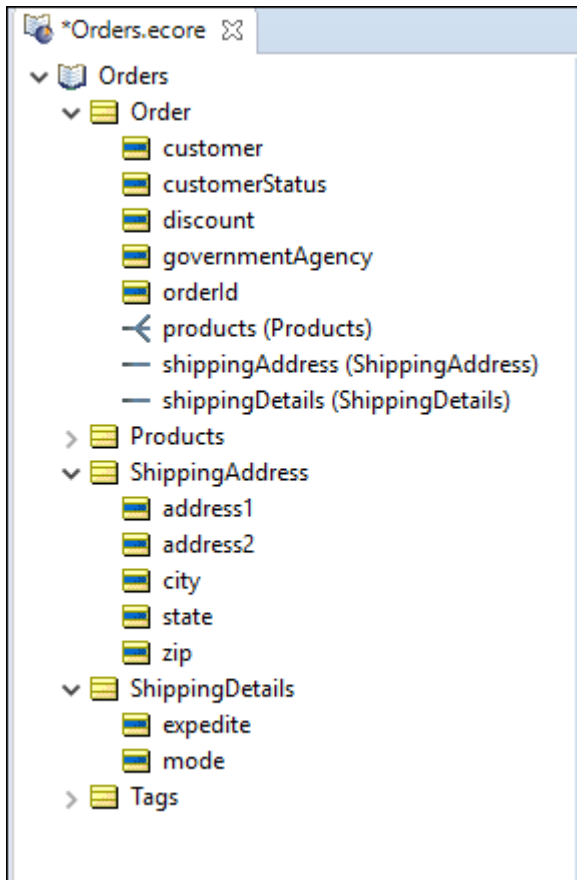 *Orders.ecore
Orders
Order
customer
customerStatus
discount
governmentAgency
orderId
products (Products)
shippingAddress (ShippingAddress)
shippingDetails (ShippingDetails)
Products
ShippingAddress
address1
address2
city
state
zip
ShippingDetails
expedite
mode
Tags